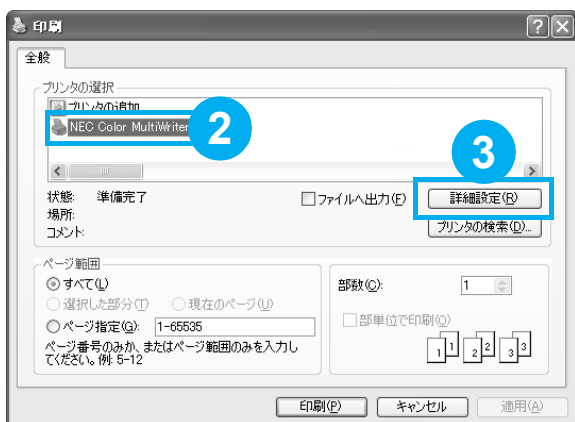 印刷
全般
プリンタの選択
プリンタの追加
NEC Color MultiWriter
2
3
状態: 準備完了
場所:
コメント:
ファイルへ出力(F)
詳細設定(R)
プリンタの検索(D)...
ページ範囲
すべて(L)
選択した部分(T) 現在のページ(U)
ページ指定(G): 1-65535
ページ番号のみか、またはページ範囲のみを入力し
てください。例: 5-12
部数(C): 1
部単位で印刷(O)
1 1 2 2 3 3
印刷(P) キャンセル 適用(A)